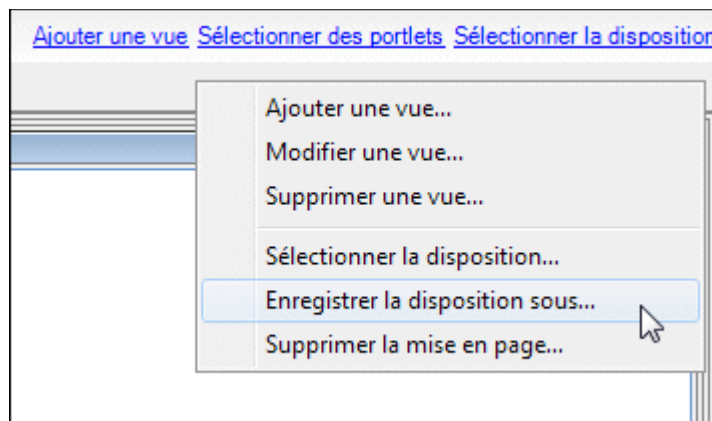 Ajouter une vue Sélectionner des portlets Sélectionner la disposition
Ajouter une vue...
Modifier une vue...
Supprimer une vue...
Sélectionner la disposition...
Enregistrer la disposition sous...
Supprimer la mise en page...